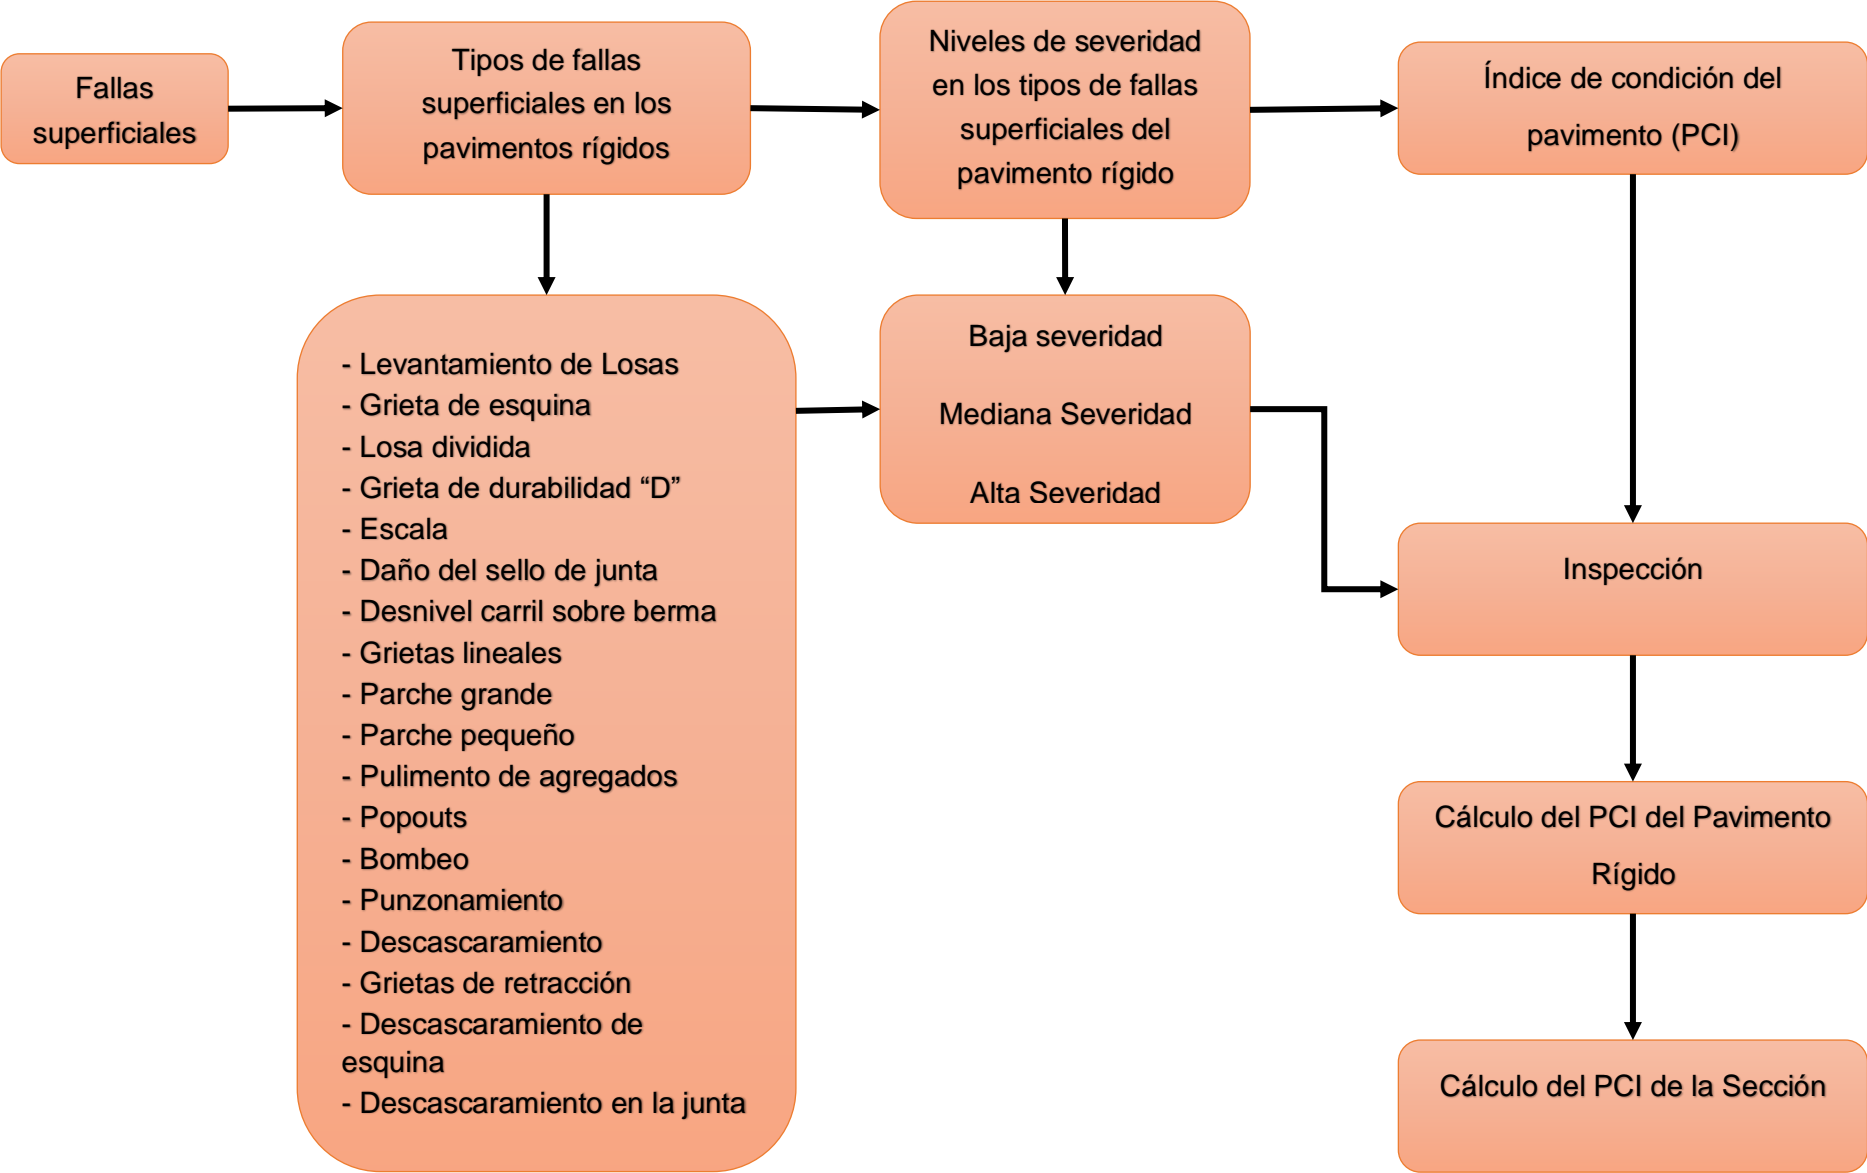 Fallas
superficiales
Tipos de fallas
superficiales en los
pavimentos rígidos
Niveles de severidad
en los tipos de fallas
superficiales del
pavimento rígido
Índice de condición del
pavimento (PCI)
- Levantamiento de Losas
- Grieta de esquina
- Losa dividida
- Grieta de durabilidad “D”
- Escala
- Daño del sello de junta
- Desnivel carril sobre berma
- Grietas lineales
- Parche grande
- Parche pequeño
- Pulimento de agregados
- Popouts
- Bombeo
- Punzonamiento
- Descascaramiento
- Grietas de retracción
- Descascaramiento de
esquina
- Descascaramiento en la junta
Baja severidad
Mediana Severidad
Alta Severidad
Inspección
Cálculo del PCI del Pavimento
Rígido
Cálculo del PCI de la Sección